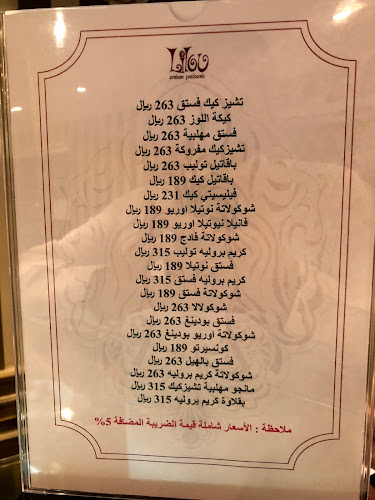 Lilou
artisan patisserie
تشيز كيك فستق 263 ريال
كيكة اللوز 263 ريال
فستق مهلبية 263 ريال
تشيزكيك مفروكة 263 ريال
باقاتيل توليب 263 ريال
باقاتيل كيك 189 ريال
فيليسيتي كيك 231 ريال
شوكولاتة نوتيلا اوريو 189 ريال
فانيلا نيوتيلا اوريو 189 ريال
شوكولاتة فادج 189 ريال
كريم بروليه توليب 315 ريال
فستق نوتيلا 189 ريال
كريم بروليه فستق 315 ريال
شوكولاتة فستق 189 ريال
شوكولالا 263 ريال
فستق بودينغ 263 ريال
شوكولاتة اوريو بودينغ 263 ريال
كونسيرتو 189 ريال
فستق بالهيل 263 ريال
شوكولاتة كريم بروليه 263 ريال
مانجو مهلبية تشيزكيك 315 ريال
بقلاوة كريم بروليه 315 ريال
ملاحظة : الأسعار شاملة قيمة الضريبة المضافة 5%